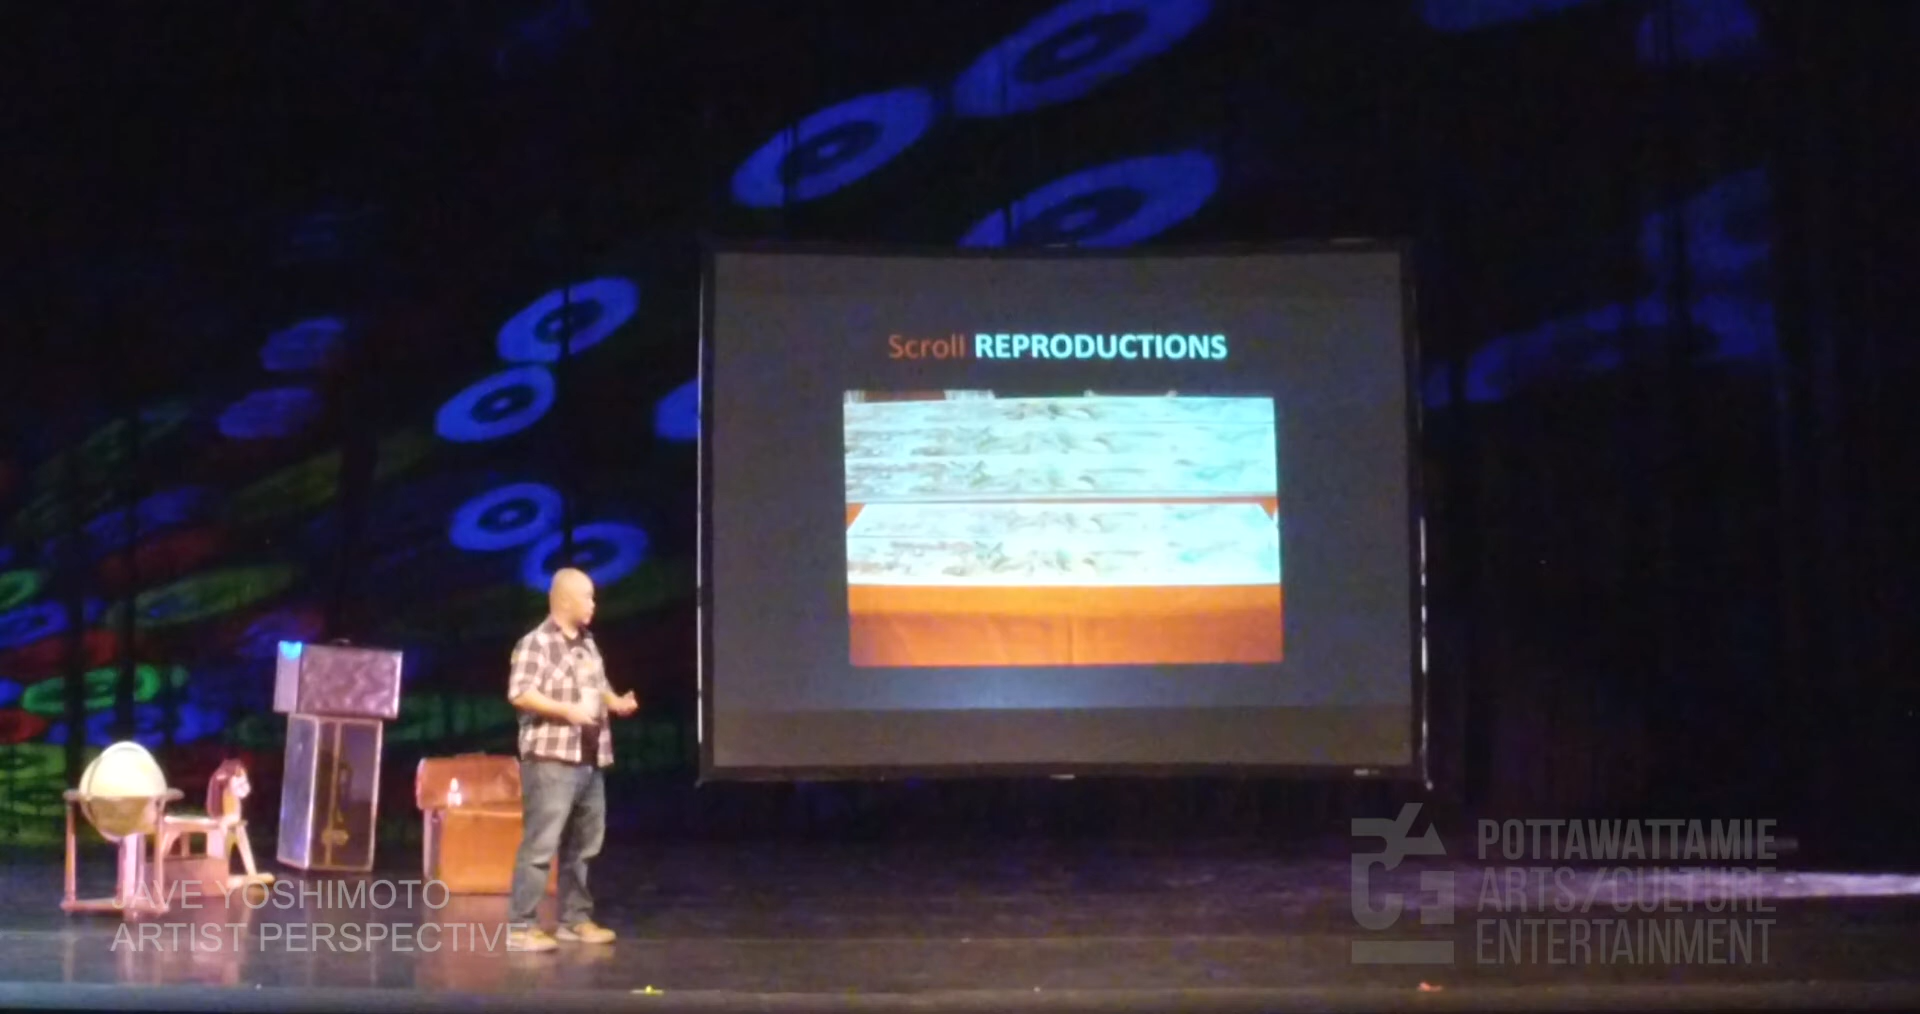 Scroll REPRODUCTIONS
JAVE YOSHIMOTO
ARTIST PERSPECTIVE
POTTAWATTAMIE
ARTS/CULTURE
ENTERTAINMENT